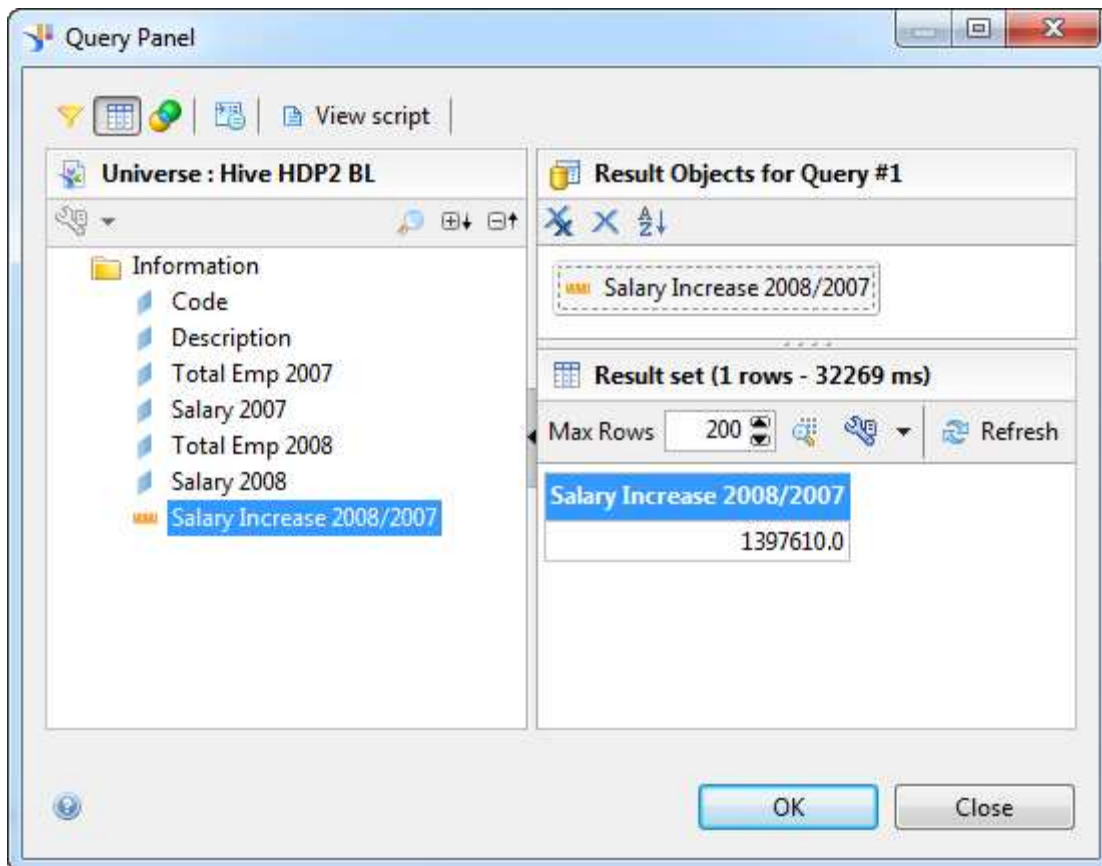 Query Panel
View script
Universe : Hive HDP2 BL
Information
Code
Description
Total Emp 2007
Salary 2007
Total Emp 2008
Salary 2008
Salary Increase 2008/2007
Result Objects for Query #1
A
Z
Salary Increase 2008/2007
Result set (1 rows - 32269 ms)
Max Rows 200 Refresh
Salary Increase 2008/2007
1397610.0
OK Close